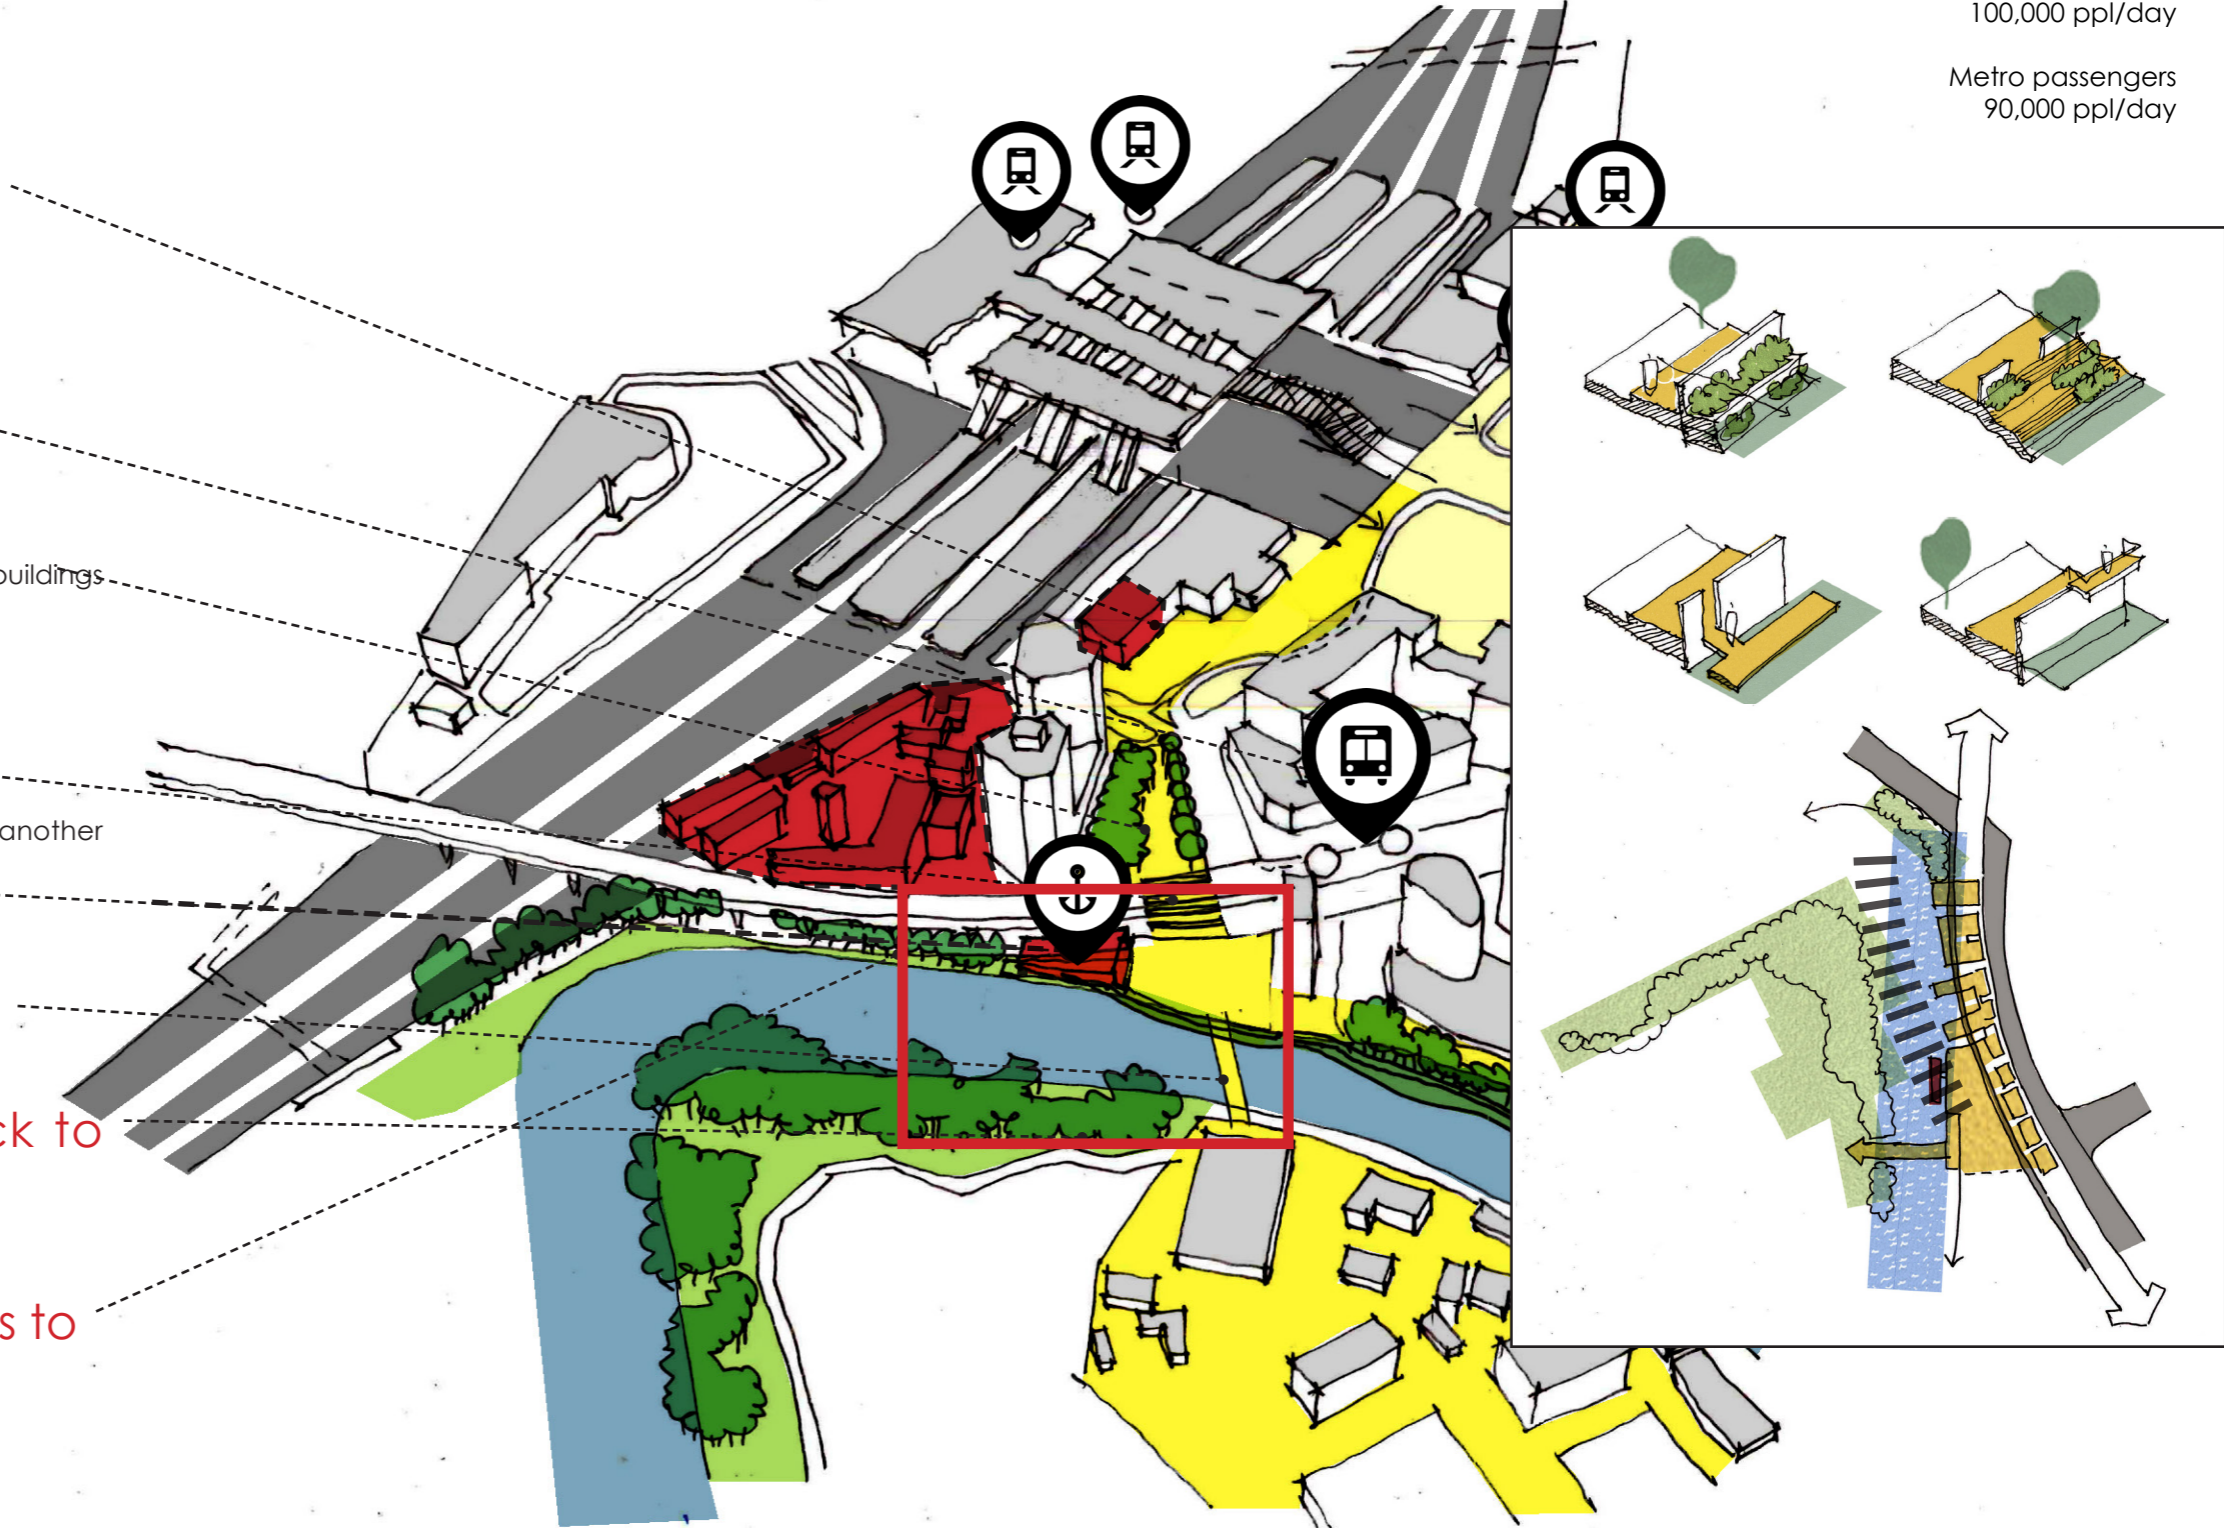 100,000 ppl/day
Metro passengers
90,000 ppl/day
buildings
another
ck to
s to